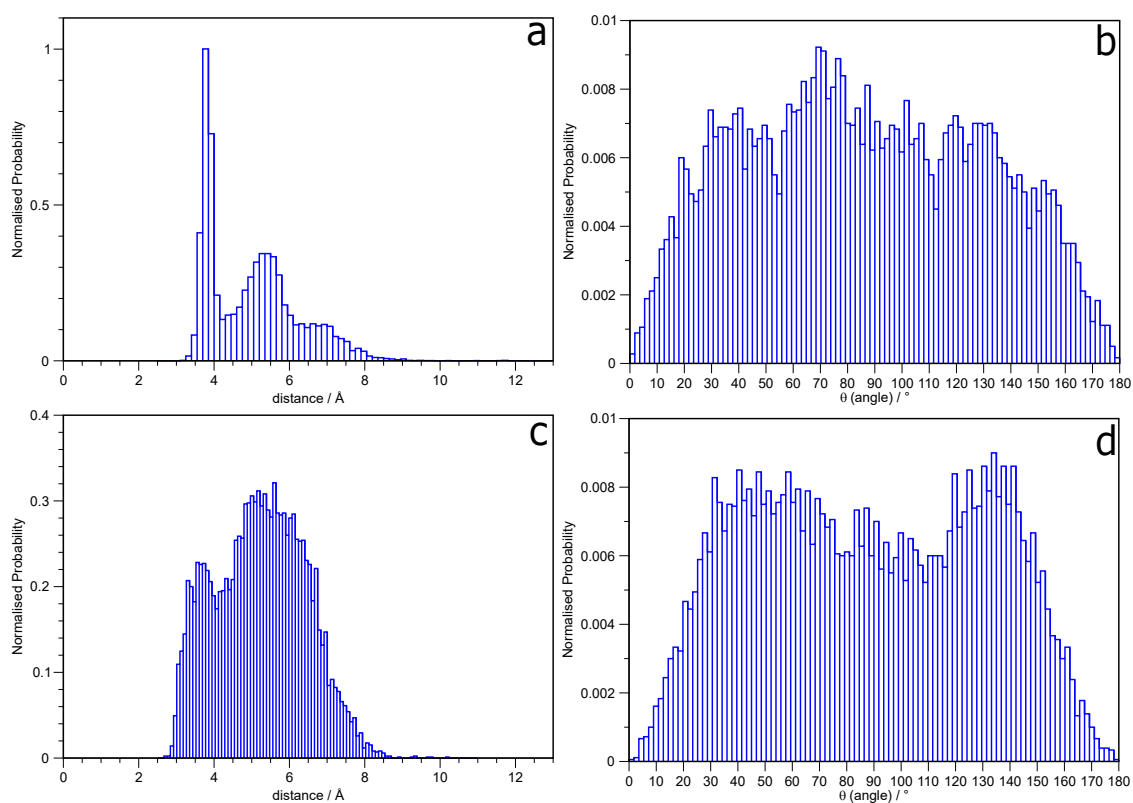 a
1
0.5
0
Normalised Probability
0 2 4 6 8 10 12
distance / Å
b
0.01
0.008
0.006
0.004
0.002
0
Normalised Probability
0 10 20 30 40 50 60 70 80 90 100 110 120 130 140 150 160 170 180
θ (angle) / °
c
0.4
0.3
0.2
0.1
0
Normalised Probability
0 2 4 6 8 10 12
distance / Å
d
0.01
0.008
0.006
0.004
0.002
0
Normalised Probability
0 10 20 30 40 50 60 70 80 90 100 110 120 130 140 150 160 170 180
θ (angle) / °